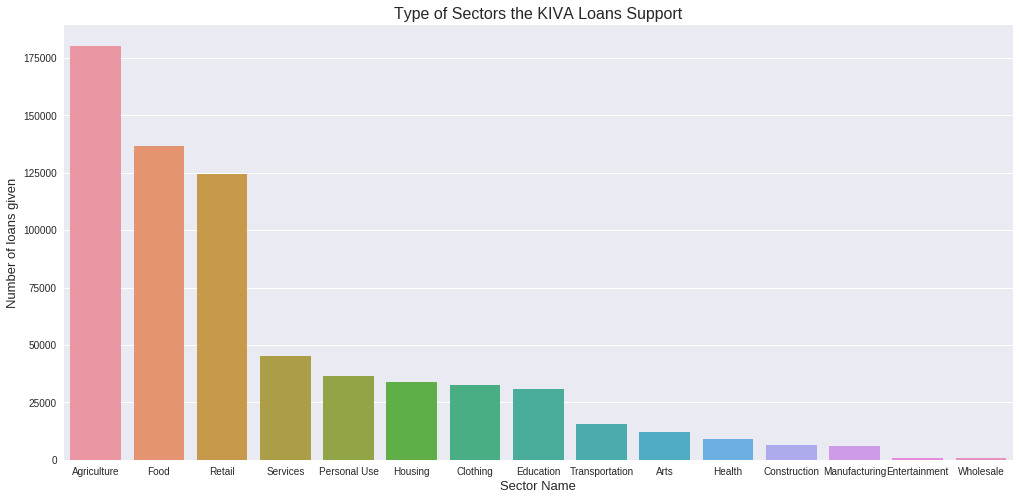 Type of Sectors the KIVA Loans Support
Number of loans given
175000
150000
125000
100000
75000
50000
25000
0
Agriculture Food Retail Services Personal Use Housing Clothing Education Transportation Arts Health Construction Manufacturing Entertainment Wholesale
Sector Name